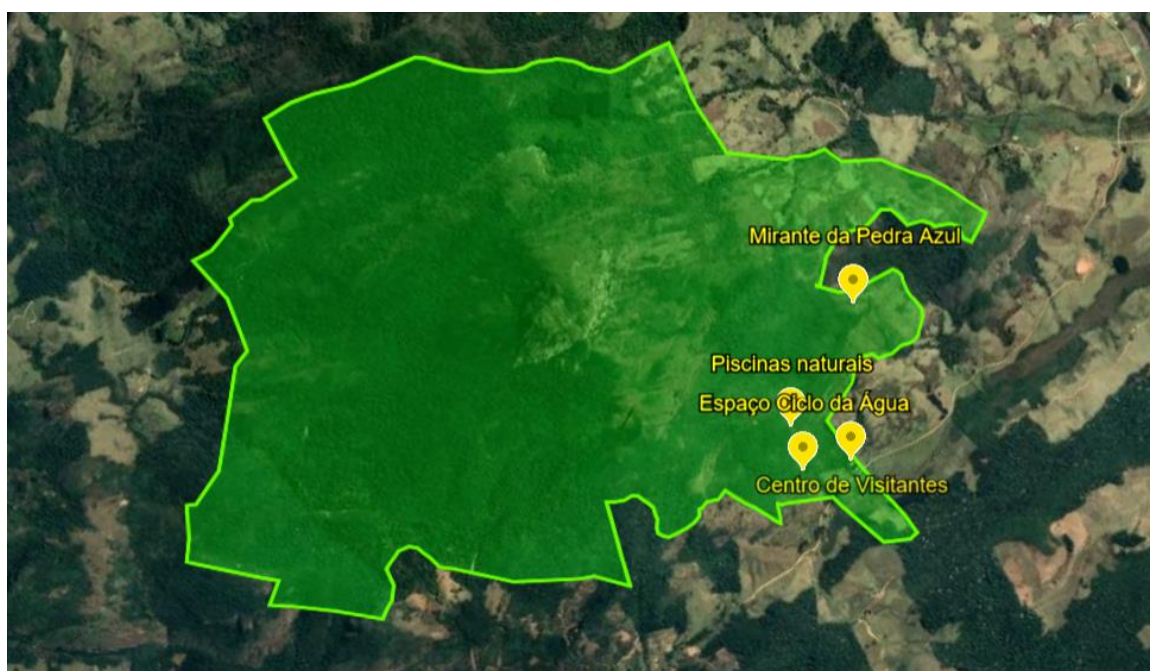 Mirante da Pedra Azul
Piscinas naturais
Espaço Ciclo da Água
Centro de Visitantes